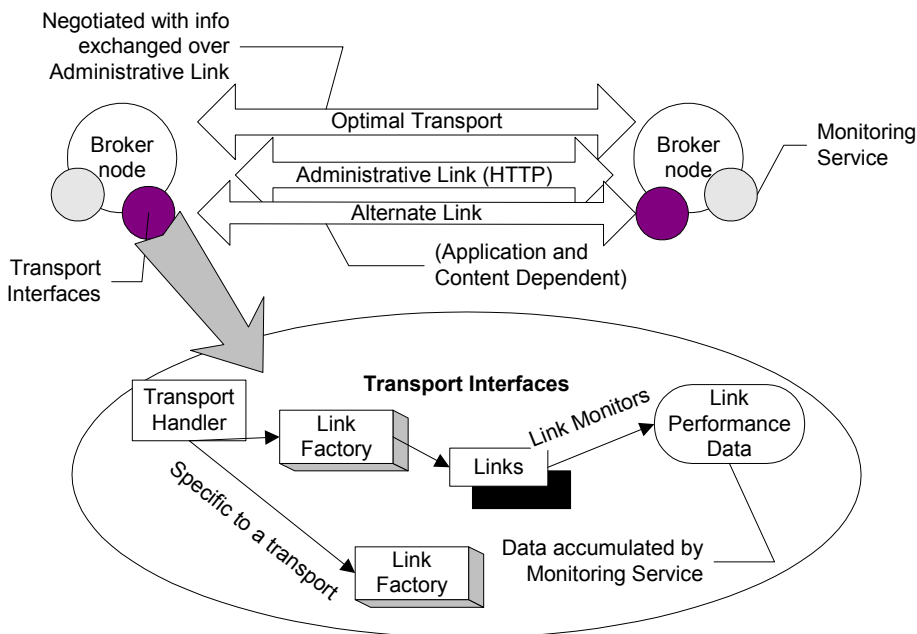 Negotiated with info
exchanged over
Administrative Link
Optimal Transport
Broker
node
Broker
node
Monitoring
Service
Administrative Link (HTTP)
Alternate Link
(Application and
Content Dependent)
Transport
Interfaces
Transport Interfaces
Transport
Handler
Link
Factory
Links
Link Monitors
Link
Performance
Data
Specific to a transport
Link
Factory
Data accumulated by
Monitoring Service